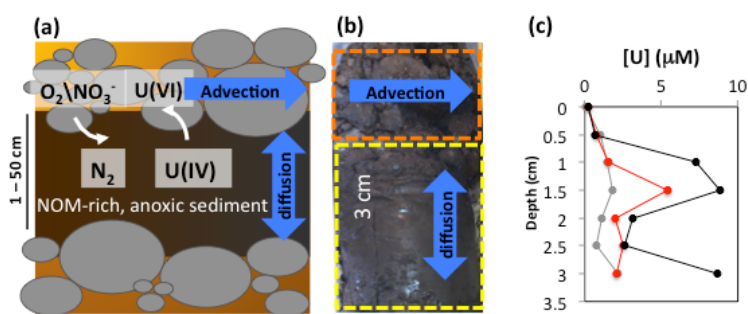 (a)
O₂\NO₃⁻ U(VI) Advection
N₂ U(IV)
NOM-rich, anoxic sediment
diffusion
1 – 50 cm
(b)
Advection
3 cm
diffusion
(c)
[U] (μM)
0 5 10
Depth (cm)
0
0.5
1
1.5
2
2.5
3
3.5